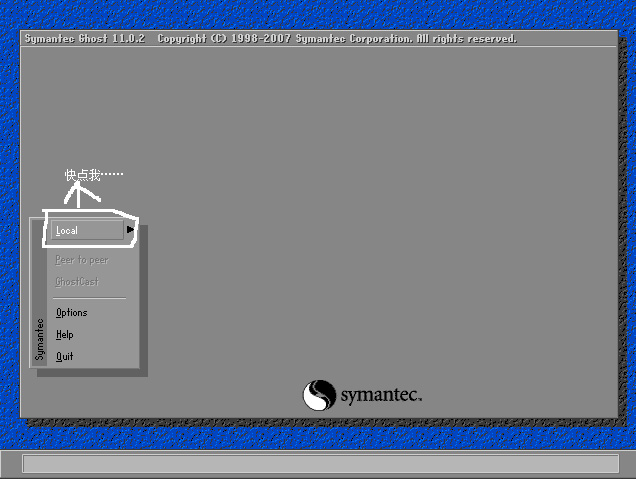 Symantec Ghost 11.0.2 Copyright (C) 1998-2007 Symantec Corporation. All rights reserved.
快点我……
Local
Peer to peer
GhostCast
Options
Help
Quit
Symantec
symantec.